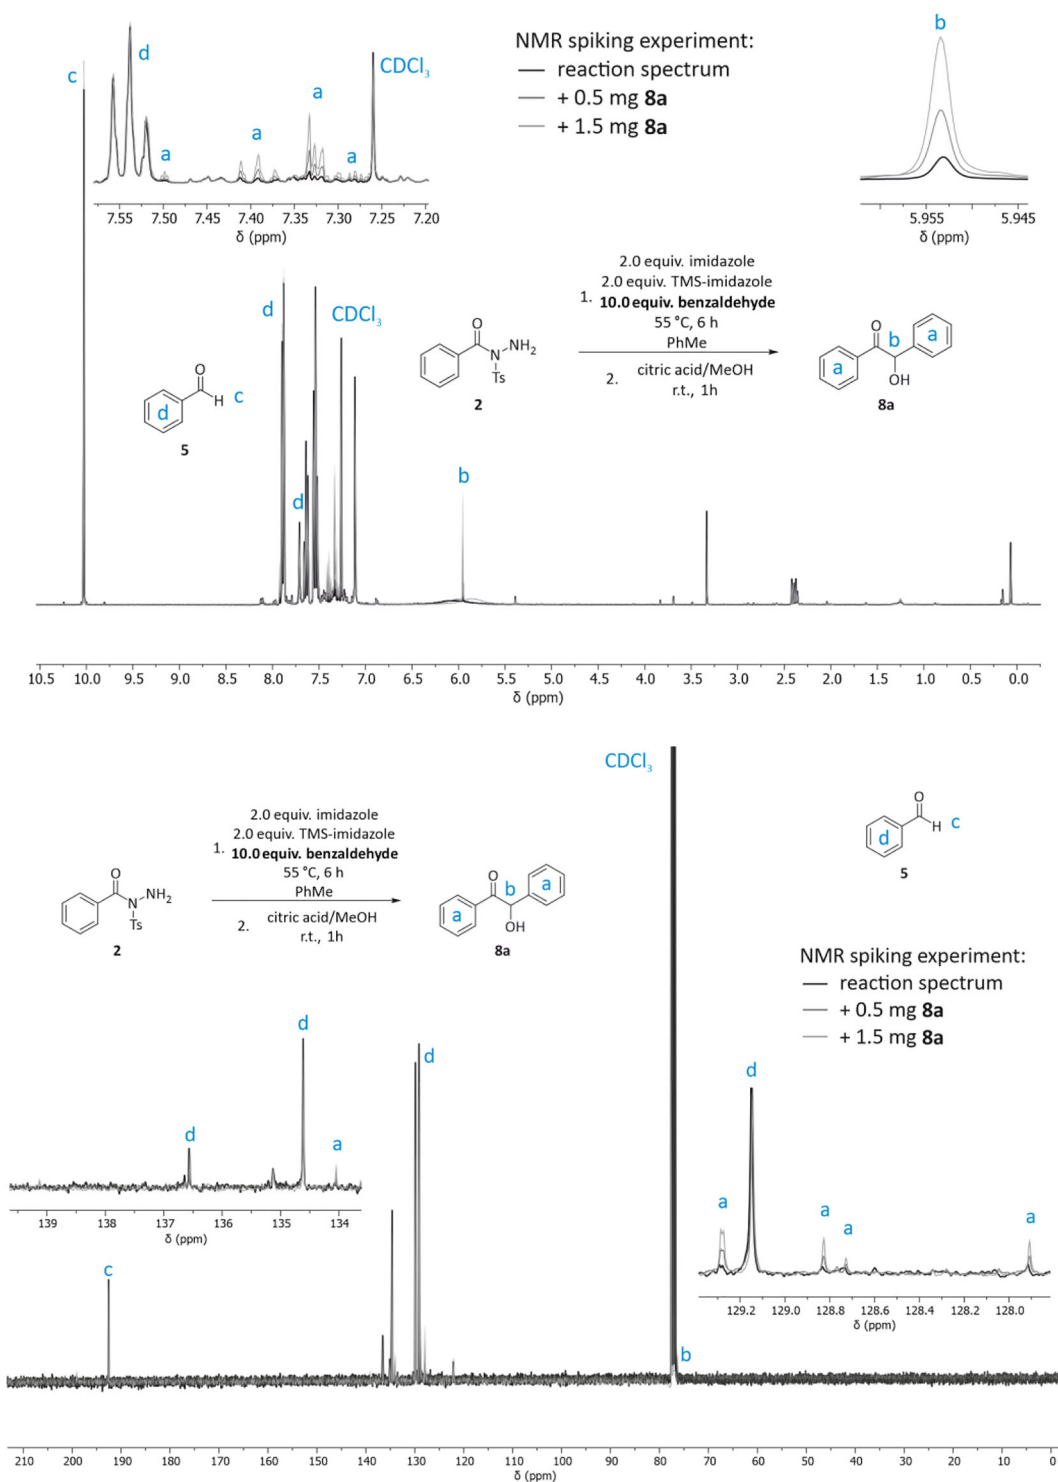 c
d
a
a
a
a
CDCl₃
7.55 7.50 7.45 7.40 7.35 7.30 7.25 7.20
δ (ppm)
NMR spiking experiment:
reaction spectrum
+ 0.5 mg 8a
+ 1.5 mg 8a
b
5.955 5.945
δ (ppm)
d
CDCl₃
O
H
d
c
5
d
O
N
NH₂
Ts
2
2.0 equiv. imidazole
2.0 equiv. TMS-imidazole
1. 10.0 equiv. benzaldehyde
55 °C, 6 h
PhMe
2. citric acid/MeOH
r.t., 1h
O
b
a
a
OH
8a
b
10.5 10.0 9.5 9.0 8.5 8.0 7.5 7.0 6.5 6.0 5.5 5.0 4.5 4.0 3.5 3.0 2.5 2.0 1.5 1.0 0.5 0.0
δ (ppm)
CDCl₃
O
H
d
c
5
2.0 equiv. imidazole
2.0 equiv. TMS-imidazole
1. 10.0 equiv. benzaldehyde
55 °C, 6 h
PhMe
2. citric acid/MeOH
r.t., 1h
O
N
NH₂
Ts
2
O
b
a
a
OH
8a
NMR spiking experiment:
reaction spectrum
+ 0.5 mg 8a
+ 1.5 mg 8a
d
d
a
139 138 137 136 135 134
δ (ppm)
d
d
a
a
a
a
129.2 129.0 128.8 128.6 128.4 128.2 128.0
δ (ppm)
c
b
210 200 190 180 170 160 150 140 130 120 110 100 90 80 70 60 50 40 30 20 10 0
δ (ppm)